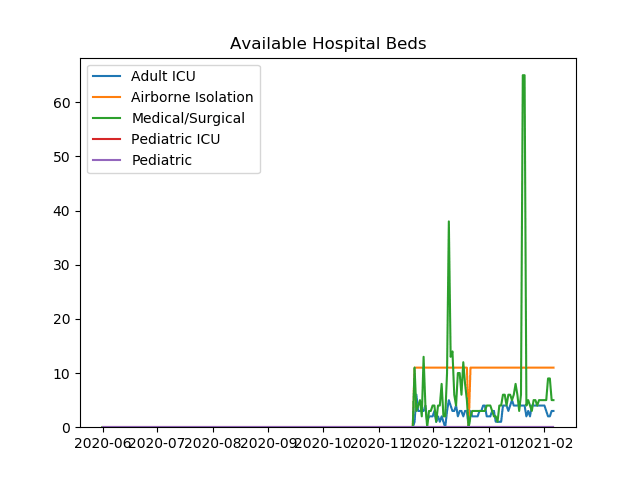 Available Hospital Beds
Adult ICU
Airborne Isolation
Medical/Surgical
Pediatric ICU
Pediatric
60
50
40
30
20
10
0
2020-06 2020-07 2020-08 2020-09 2020-10 2020-11 2020-12 2021-01 2021-02